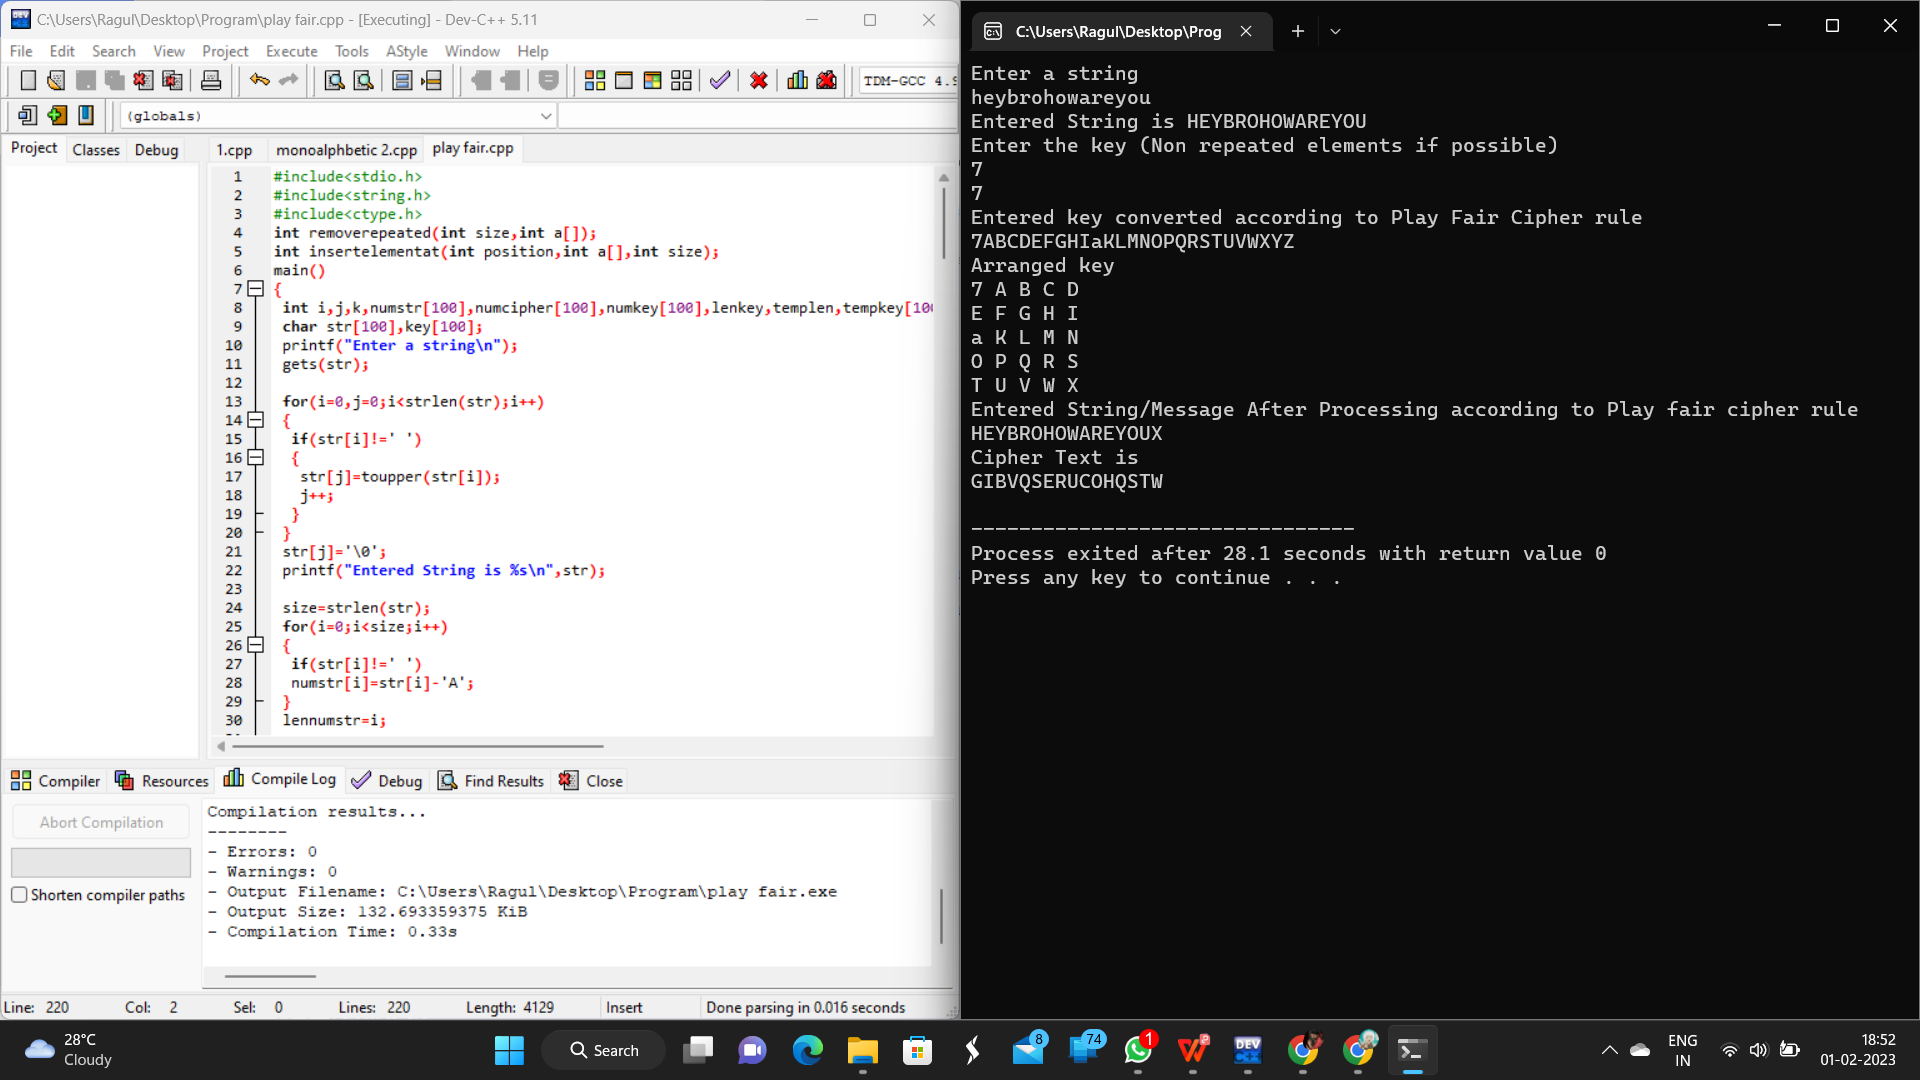 C:\Users\Ragul\Desktop\Program\play fair.cpp - [Executing] - Dev-C++ 5.11
File Edit Search View Project Execute Tools AStyle Window Help
TDM-GCC 4.9
(globals)
Project Classes Debug
1.cpp monoalphbetic 2.cpp play fair.cpp
1 #include<stdio.h>
2 #include<string.h>
3 #include<ctype.h>
4 int removerepeated(int size,int a[]);
5 int insertelementat(int position,int a[],int size);
6 main()
7 {
8 int i,j,k,numstr[100],numcipher[100],numkey[100],lenkey,templen,tempkey[100
9 char str[100],key[100];
10 printf("Enter a string\n");
11 gets(str);
12
13 for(i=0,j=0;i<strlen(str);i++)
14 {
15 if(str[i]!=' ')
16 {
17 str[j]=toupper(str[i]);
18 j++;
19 }
20 }
21 str[j]='\0';
22 printf("Entered String is %s\n",str);
23
24 size=strlen(str);
25 for(i=0;i<size;i++)
26 {
27 if(str[i]!=' ')
28 numstr[i]=str[i]-'A';
29 }
30 lennumstr=i;
Compiler Resources Compile Log Debug Find Results Close
Abort Compilation
Shorten compiler paths
Compilation results...
--------
- Errors: 0
- Warnings: 0
- Output Filename: C:\Users\Ragul\Desktop\Program\play fair.exe
- Output Size: 132.693359375 KiB
- Compilation Time: 0.33s
Line: 220 Col: 2 Sel: 0 Lines: 220 Length: 4129 Insert Done parsing in 0.016 seconds
C:\Users\Ragul\Desktop\Prog
Enter a string
heybrohowareyou
Entered String is HEYBROHOWAREYOU
Enter the key (Non repeated elements if possible)
7
7
Entered key converted according to Play Fair Cipher rule
7ABCDEFGHIaKLMNOPQRSTUVWXYZ
Arranged key
7 A B C D
E F G H I
a K L M N
O P Q R S
T U V W X
Entered String/Message After Processing according to Play fair cipher rule
HEYBROHOWAREYOUX
Cipher Text is
GIBVQSERUCOHQSTW
--------------------------------
Process exited after 28.1 seconds with return value 0
Press any key to continue . . .
28°C
Cloudy
Search
8
74
1
DEV
C++
ENG
IN
18:52
01-02-2023